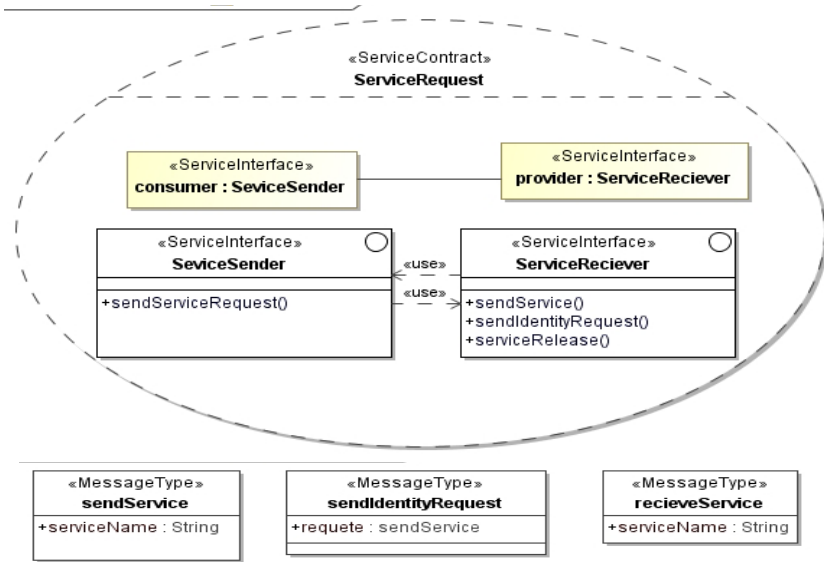 «ServiceContract»
ServiceRequest
«ServiceInterface»
consumer : SeviceSender
«ServiceInterface»
provider : ServiceReciever
«ServiceInterface»
SeviceSender
+sendServiceRequest()
«use»
«use»
«ServiceInterface»
ServiceReciever
+sendService()
+sendIdentityRequest()
+serviceRelease()
«MessageType»
sendService
+serviceName : String
«MessageType»
sendIdentityRequest
+requete : sendService
«MessageType»
recieveService
+serviceName : String